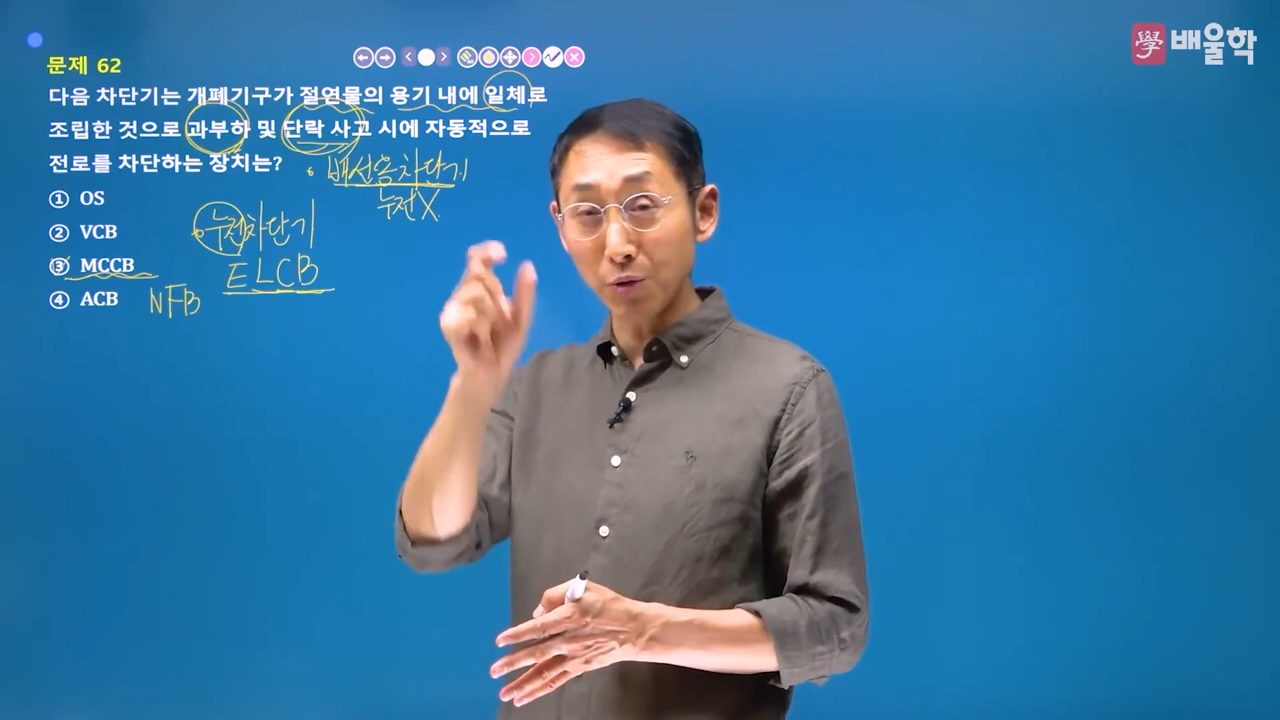 學 배울학
문제 62
다음 차단기는 개폐기구가 절연물의 용기 내에 일체로
조립한 것으로 과부하 및 단락 사고 시에 자동적으로
전로를 차단하는 장치는?
배선용차단기
누전X
① OS
② VCB
③ MCCB
④ ACB
누전차단기
ELCB
NFB